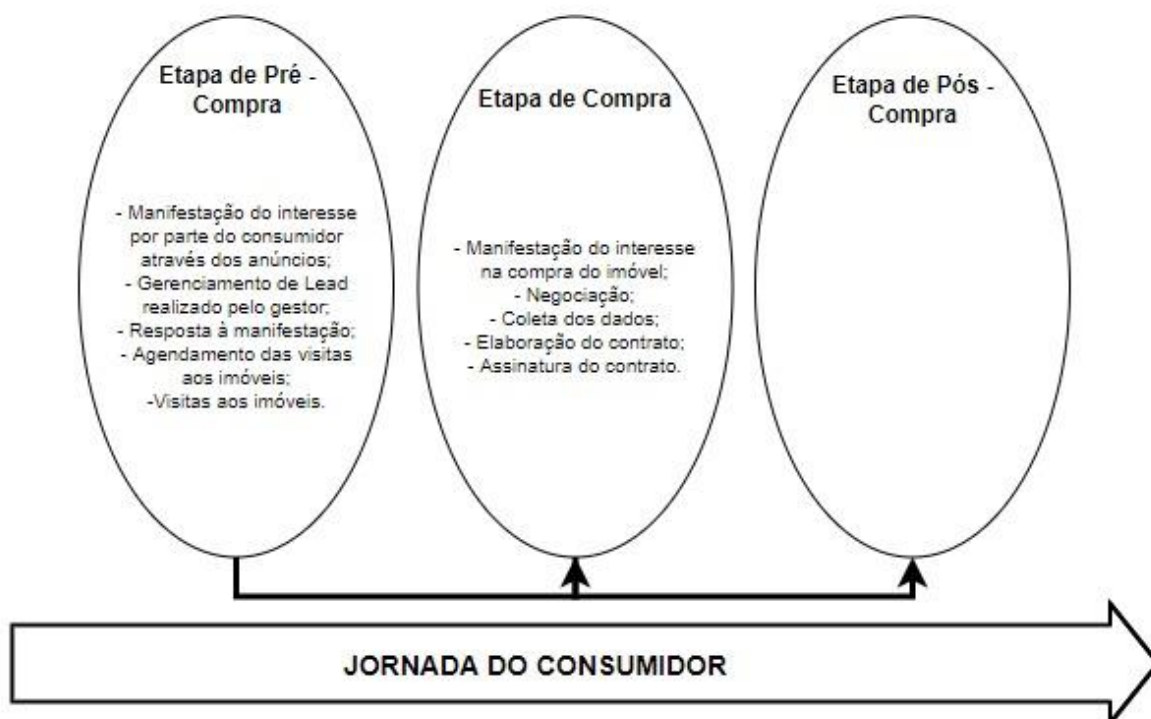 Etapa de Pré -
Compra
- Manifestação do interesse
por parte do consumidor
através dos anúncios;
- Gerenciamento de Lead
realizado pelo gestor;
- Resposta à manifestação;
- Agendamento das visitas
aos imóveis;
-Visitas aos imóveis.
Etapa de Compra
- Manifestação do interesse
na compra do imóvel;
- Negociação;
- Coleta dos dados;
- Elaboração do contrato;
- Assinatura do contrato.
Etapa de Pós -
Compra
JORNADA DO CONSUMIDOR